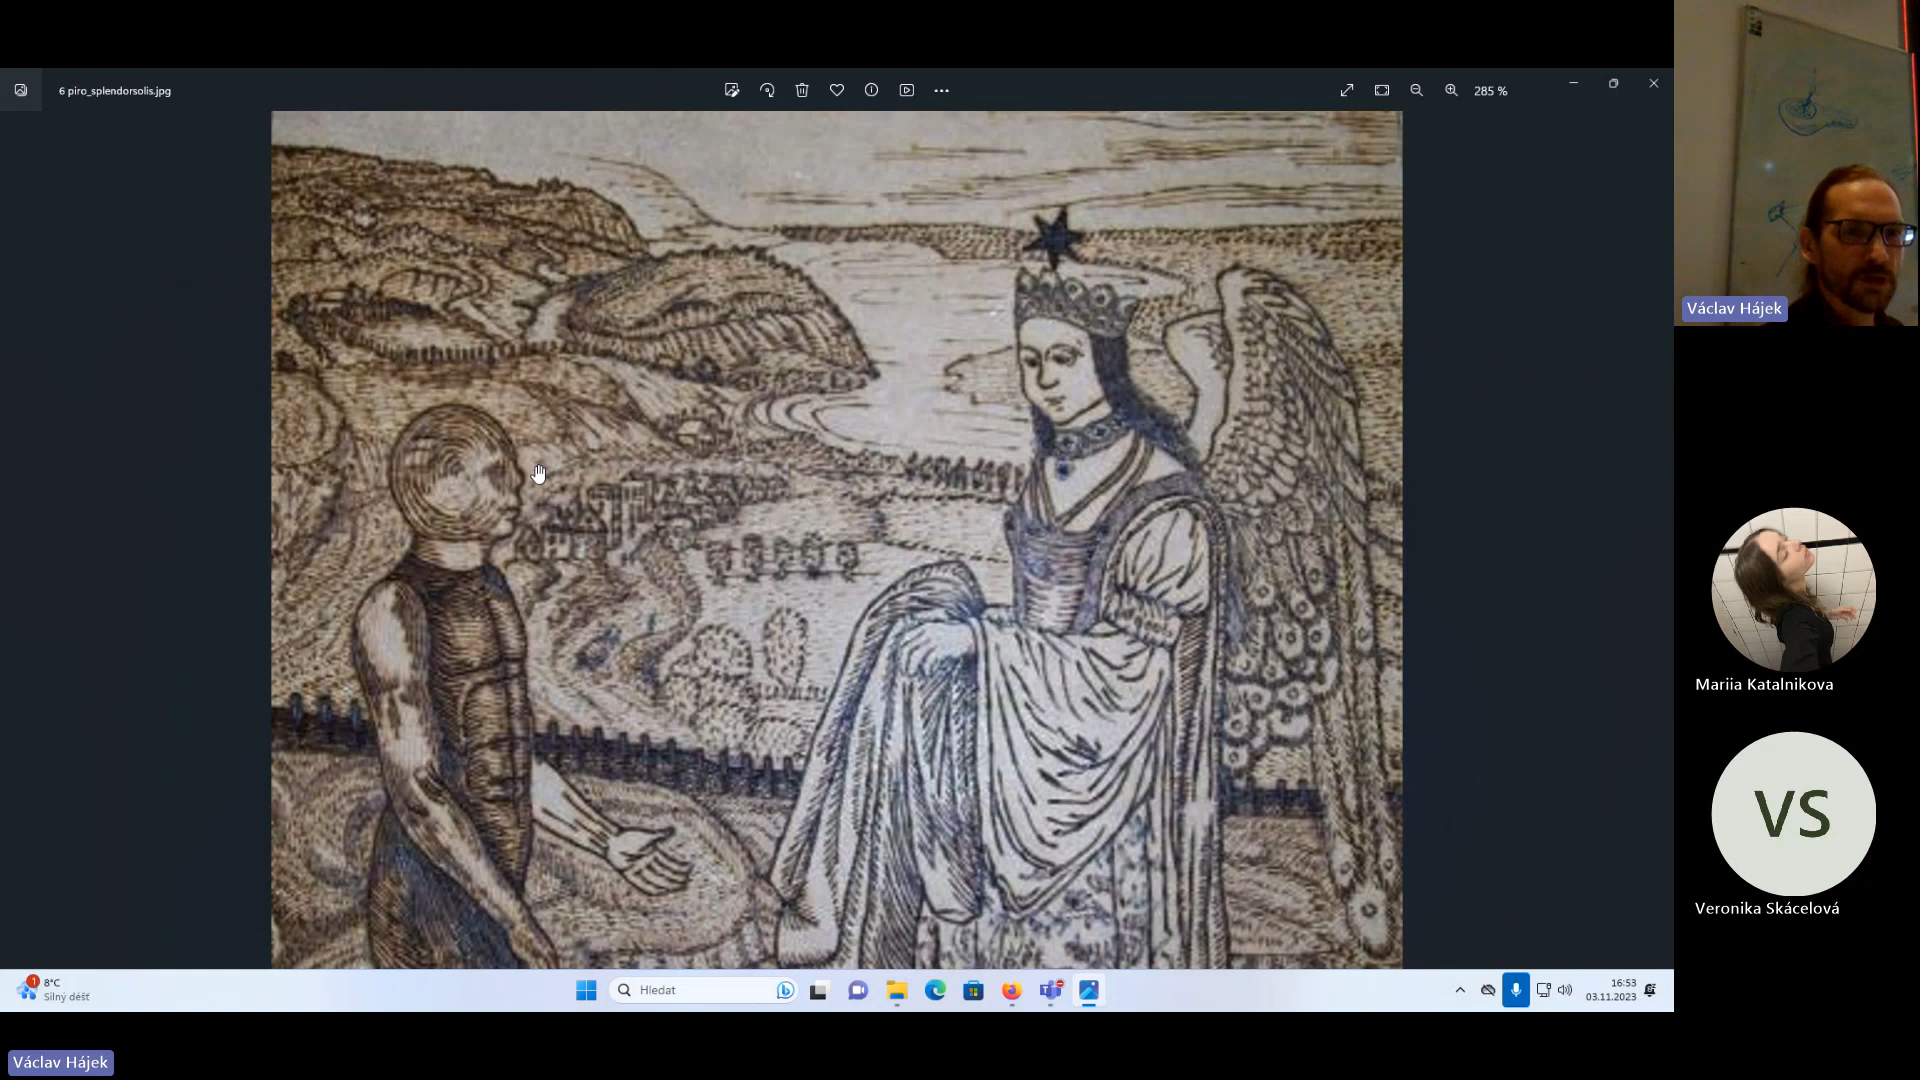 6 piro_splendorsolis.jpg
285 %
Václav Hájek
Mariia Katalnikova
VS
Veronika Skácelová
1
8°C
Silný déšť
Hledat
16:53
03.11.2023
Václav Hájek